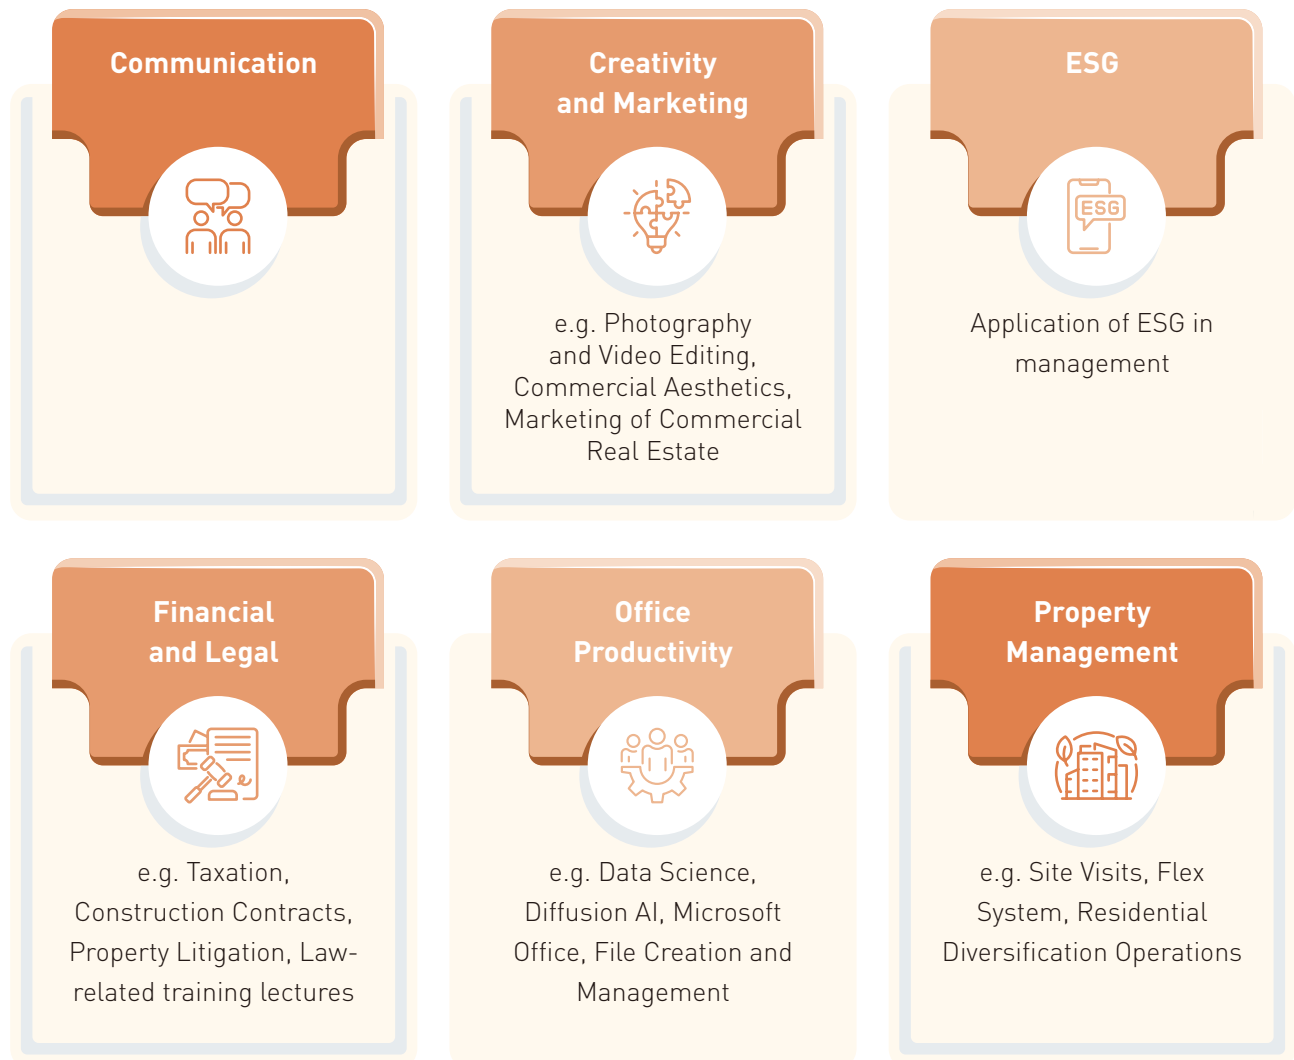 Communication
Creativity
and Marketing
e.g. Photography
and Video Editing,
Commercial Aesthetics,
Marketing of Commercial
Real Estate
ESG
ESG
Application of ESG in
management
Financial
and Legal
e.g. Taxation,
Construction Contracts,
Property Litigation, Law-
related training lectures
Office
Productivity
e.g. Data Science,
Diffusion AI, Microsoft
Office, File Creation and
Management
Property
Management
e.g. Site Visits, Flex
System, Residential
Diversification Operations